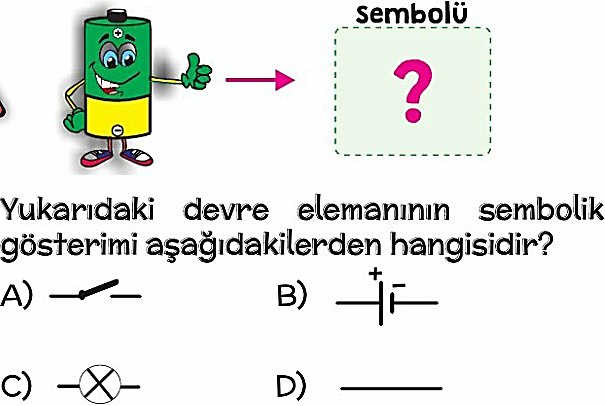 Sembolü
?
Yukarıdaki devre elemanının sembolik
gösterimi aşağıdakilerden hangisidir?
A)
B) + -
C)
D)